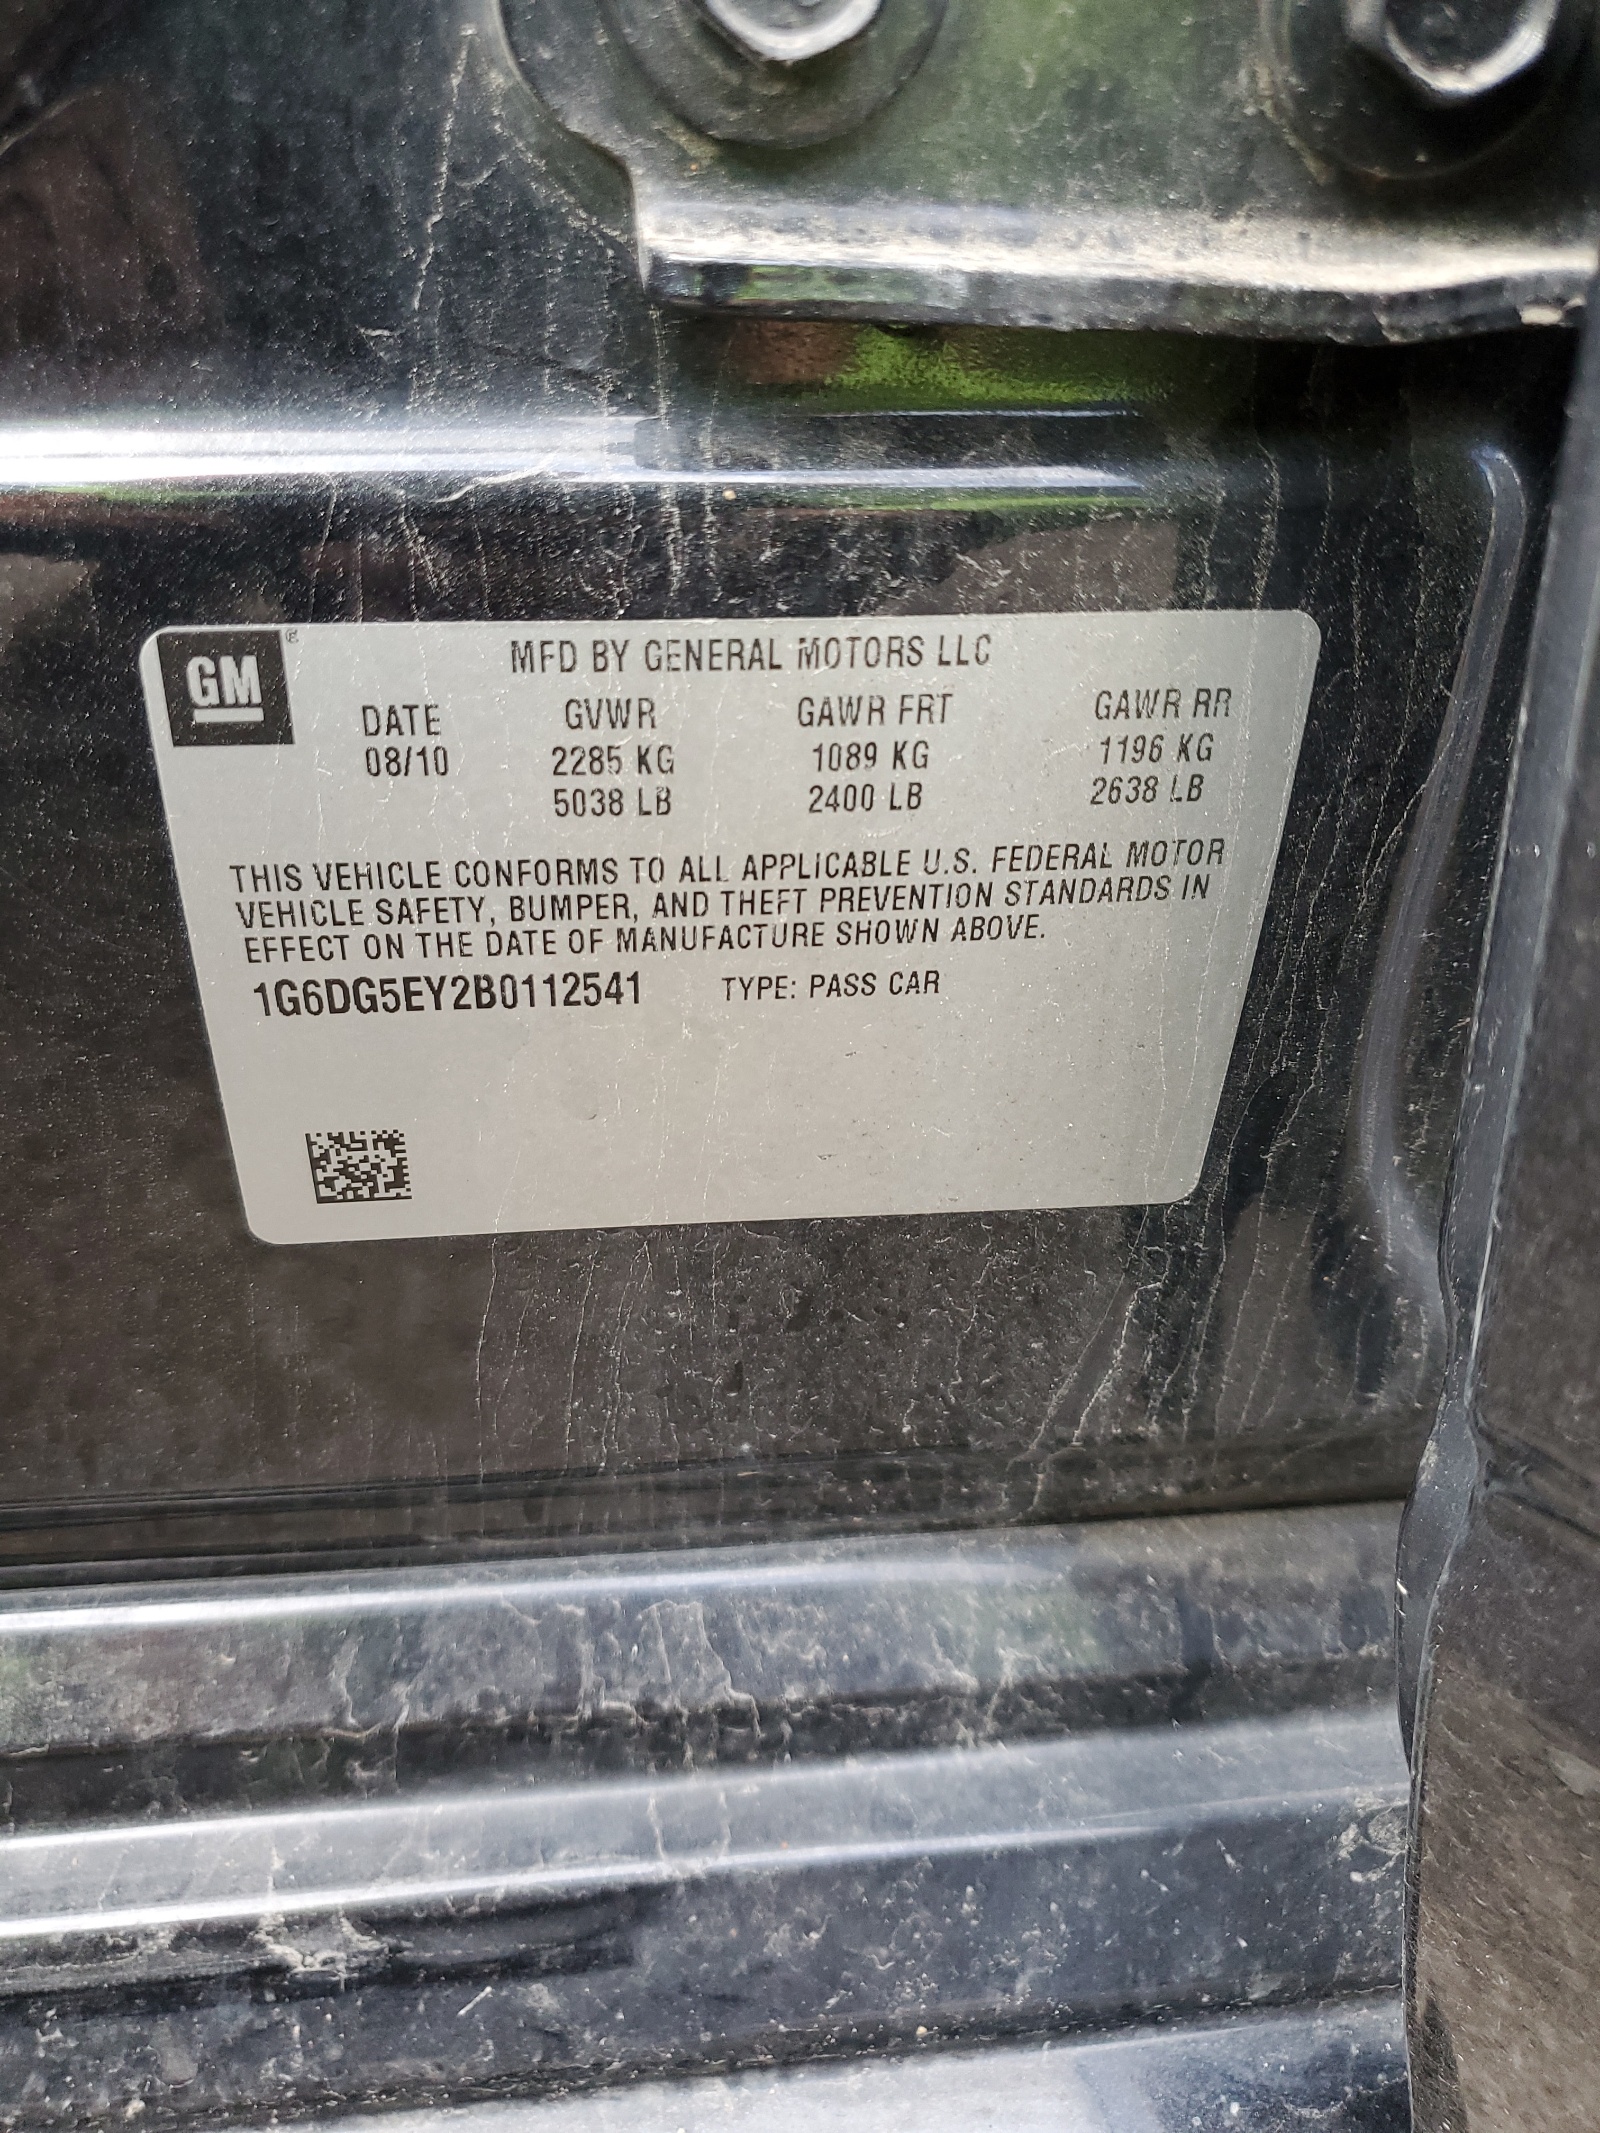 GM®
MFD BY GENERAL MOTORS LLC
DATE GVWR GAWR FRT GAWR RR
08/10 2285 KG 1089 KG 1196 KG
5038 LB 2400 LB 2638 LB
THIS VEHICLE CONFORMS TO ALL APPLICABLE U.S. FEDERAL MOTOR
VEHICLE SAFETY, BUMPER, AND THEFT PREVENTION STANDARDS IN
EFFECT ON THE DATE OF MANUFACTURE SHOWN ABOVE.
1G6DG5EY2B0112541 TYPE: PASS CAR